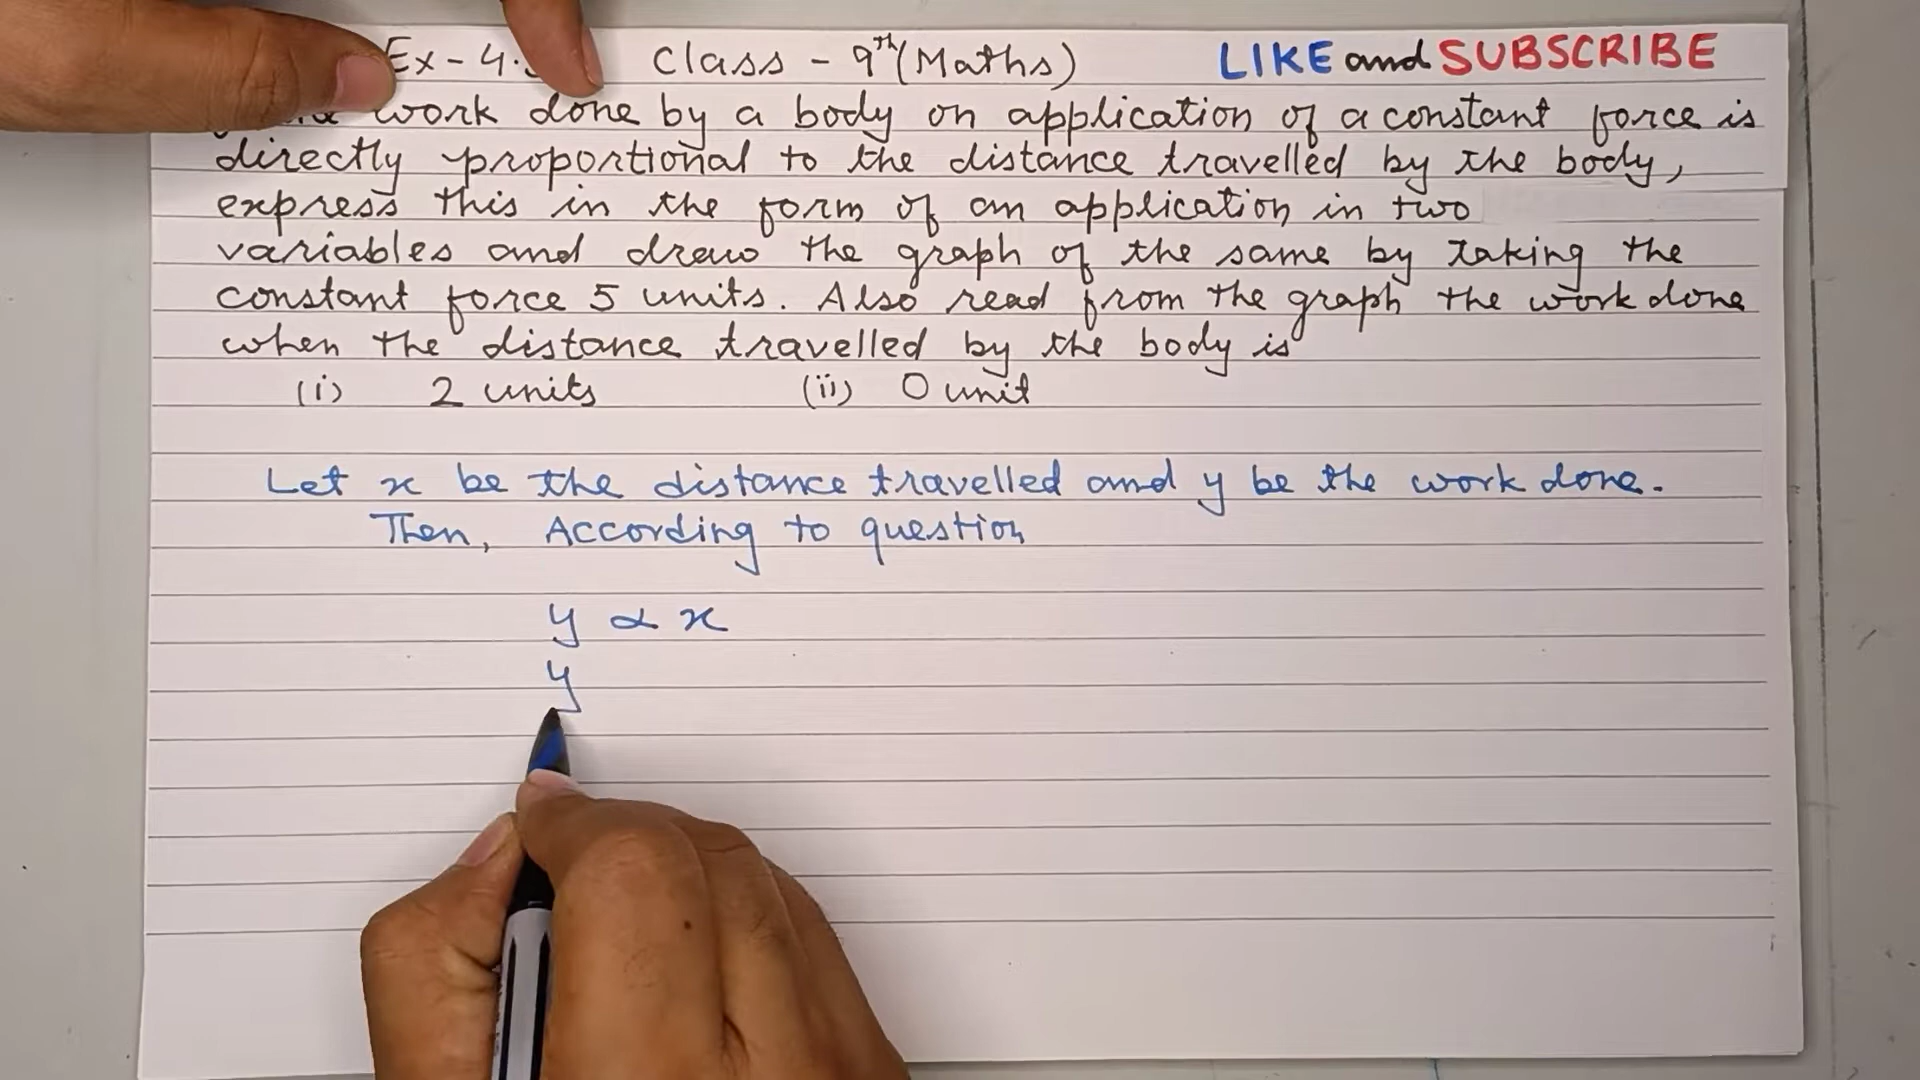 Ex - 4. Class - 9th (Maths) LIKE and SUBSCRIBE
work done by a body on application of a constant force is
directly proportional to the distance travelled by the body,
express this in the form of an application in two
variables and draw the graph of the same by taking the
constant force 5 units. Also read from the graph the work done
when the distance travelled by the body is
(i) 2 units (ii) 0 unit
Let x be the distance travelled and y be the work done.
Then, According to question
y ∝ x
y